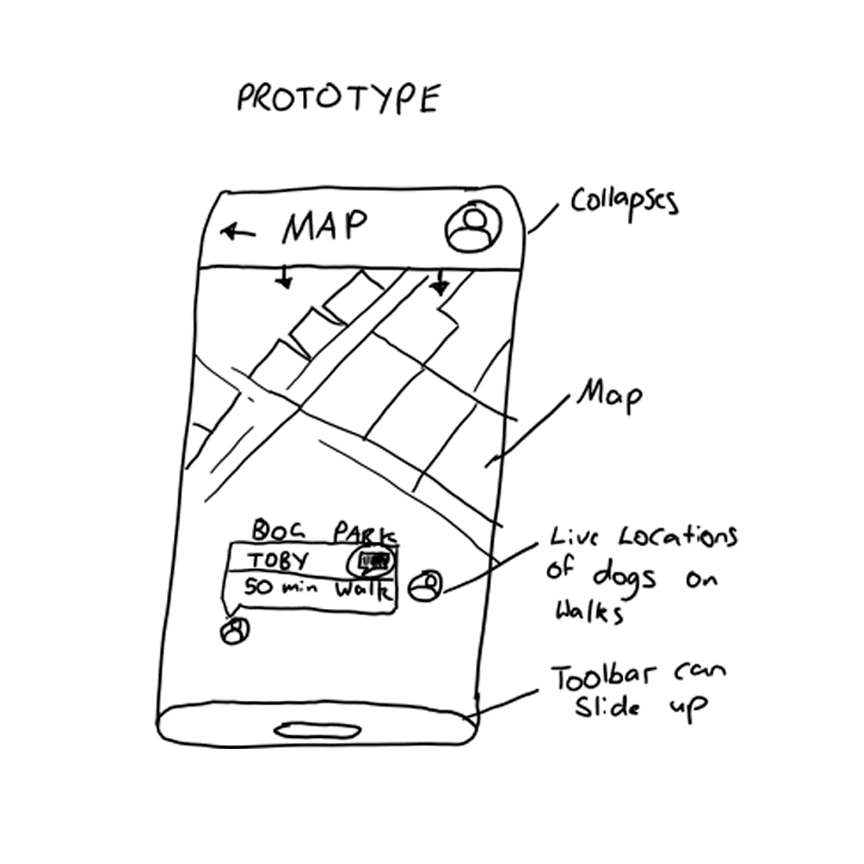 PROTOTYPE
MAP
Collapses
Map
DOG PARK
TOBY
50 min Walk
Live Locations
of dogs on
Walks
Toolbar can
Slide up